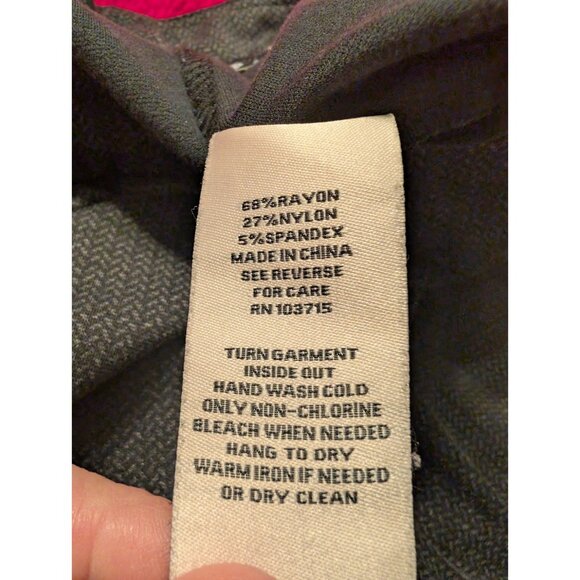 68%RAYON
27%NYLON
5%SPANDEX
MADE IN CHINA
SEE REVERSE
FOR CARE
RN 103715
TURN GARMENT
INSIDE OUT
HAND WASH COLD
ONLY NON-CHLORINE
BLEACH WHEN NEEDED
HANG TO DRY
WARM IRON IF NEEDED
OR DRY CLEAN